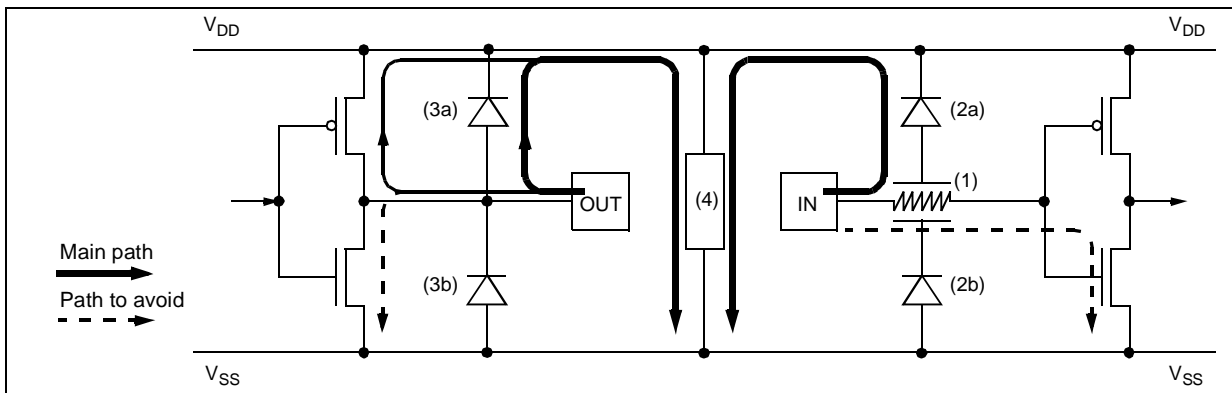 VDD
VDD
(3a)
(2a)
(1)
OUT
(4)
IN
Main path
Path to avoid
(3b)
(2b)
VSS
VSS